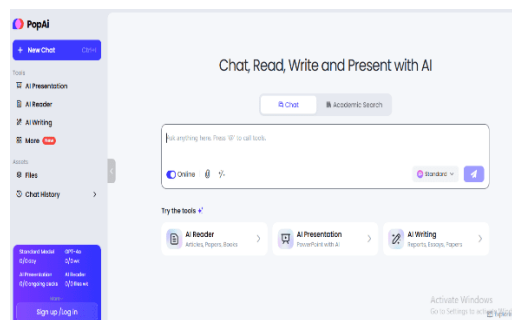 PopAi
+ New Chat
Tools
AI Presentation
AI Reader
AI Writing
More
Assets
Files
Chat History
Standard Model GPT-4o
AI Presentation AI Reader
Sign up /Log in
Chat, Read, Write and Present with AI
Chat
Academic Search
Ask anything here. Press '@' to call tools.
Online
Standard
Try the tools
AI Reader
Articles, Papers, Books
AI Presentation
PowerPoint with AI
AI Writing
Reports, Essays, Papers
Activate Windows